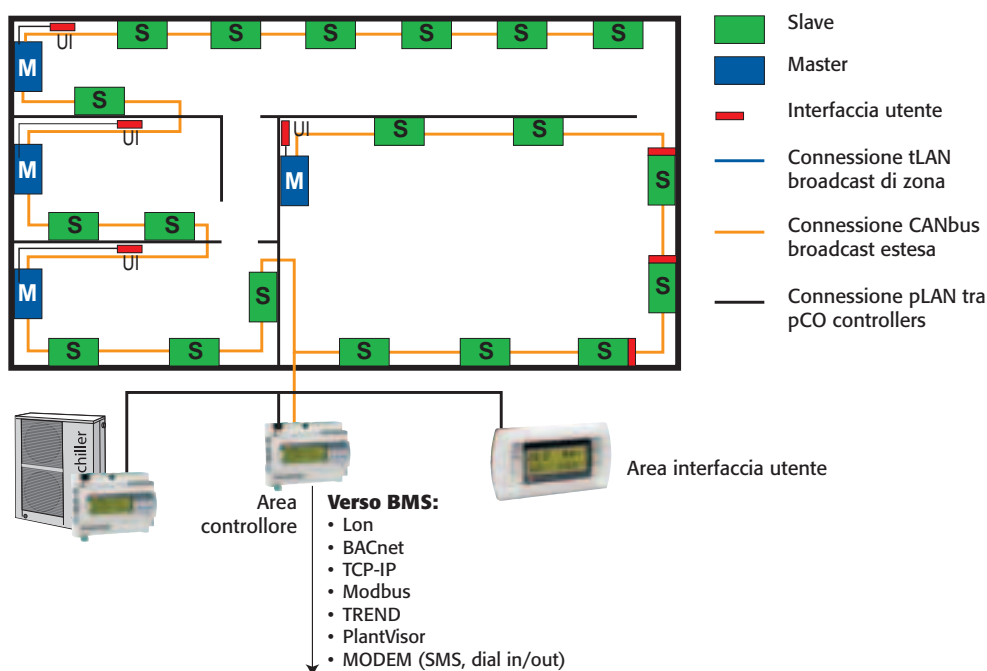 UI
S
S
S
S
S
S
M
S
UI
M
S
S
UI
M
S
S
S
UI
M
S
S
S
S
S
S
S
Slave
Master
Interfaccia utente
Connessione tLAN
broadcast di zona
Connessione CANbus
broadcast estesa
Connessione pLAN tra
pCO controllers
chiller
Area
controllore
Verso BMS:
• Lon
• BACnet
• TCP-IP
• Modbus
• TREND
• PlantVisor
• MODEM (SMS, dial in/out)
Area interfaccia utente